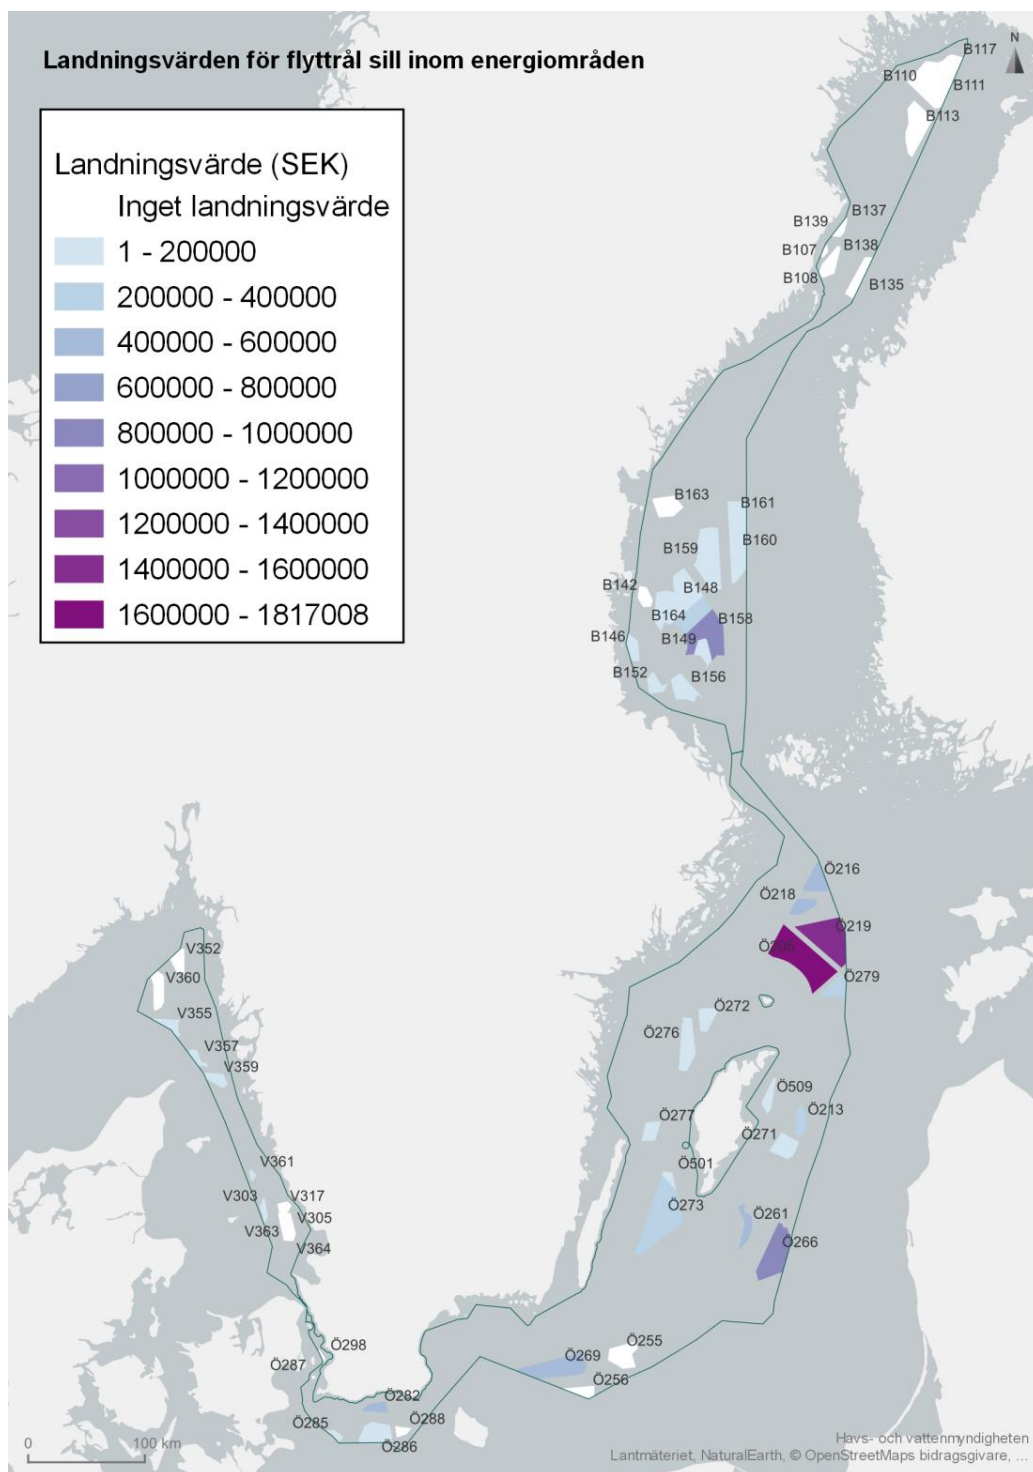 Landningsvärden för flyttrål sill inom energiområden
N
Landningsvärde (SEK)
Inget landningsvärde
1 - 200000
200000 - 400000
400000 - 600000
600000 - 800000
800000 - 1000000
1000000 - 1200000
1200000 - 1400000
1400000 - 1600000
1600000 - 1817008
B117
B110
B111
B113
B137
B139
B107
B138
B108
B135
B163
B161
B159
B160
B142
B148
B164
B158
B146
B149
B152
B156
Ö216
Ö218
Ö219
Ö205
Ö279
V352
V360
V355
V357
V359
Ö272
Ö276
Ö509
Ö213
Ö277
Ö271
Ö501
Ö273
Ö261
Ö266
V361
V303
V317
V305
V363
V364
Ö298
Ö287
Ö255
Ö269
Ö256
Ö282
Ö285
Ö288
Ö286
0 100 km
Havs- och vattenmyndigheten
Lantmäteriet, NaturalEarth, © OpenStreetMaps bidragsgivare, ...